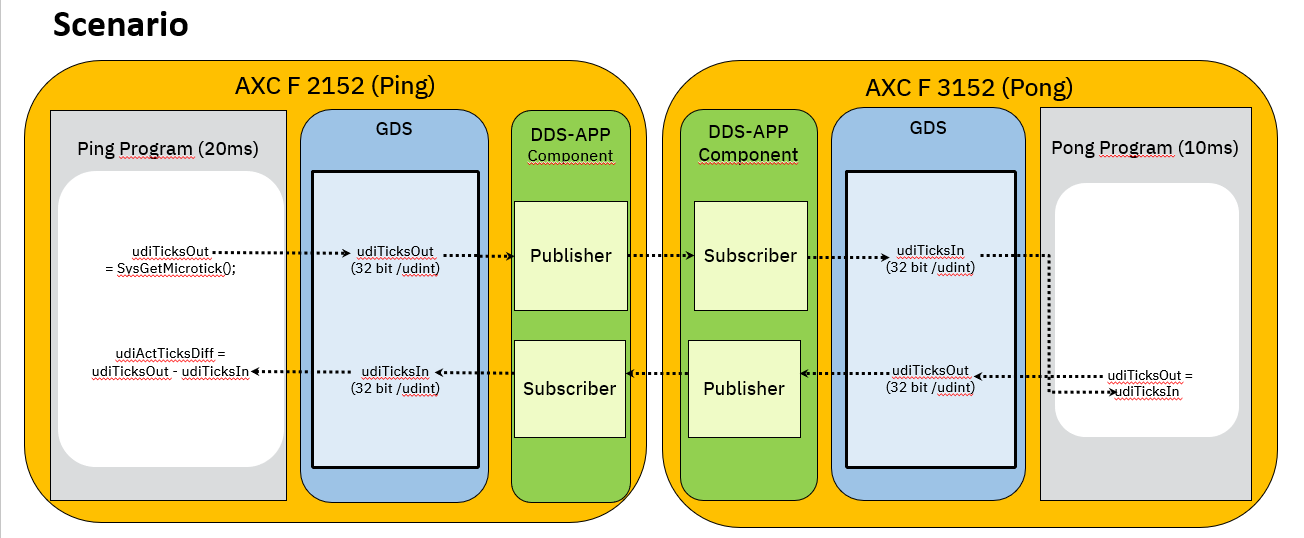 Scenario
AXC F 2152 (Ping)
Ping Program (20ms)
udiTicksOut
= SysGetMicrotick();
udiActTicksDiff =
udiTicksOut - udiTicksIn
GDS
udiTicksOut
(32 bit /udint)
udiTicksIn
(32 bit /udint)
DDS-APP
Component
Publisher
Subscriber
AXC F 3152 (Pong)
DDS-APP
Component
Subscriber
Publisher
GDS
udiTicksIn
(32 bit /udint)
udiTicksOut
(32 bit /udint)
Pong Program (10ms)
udiTicksOut =
udiTicksIn